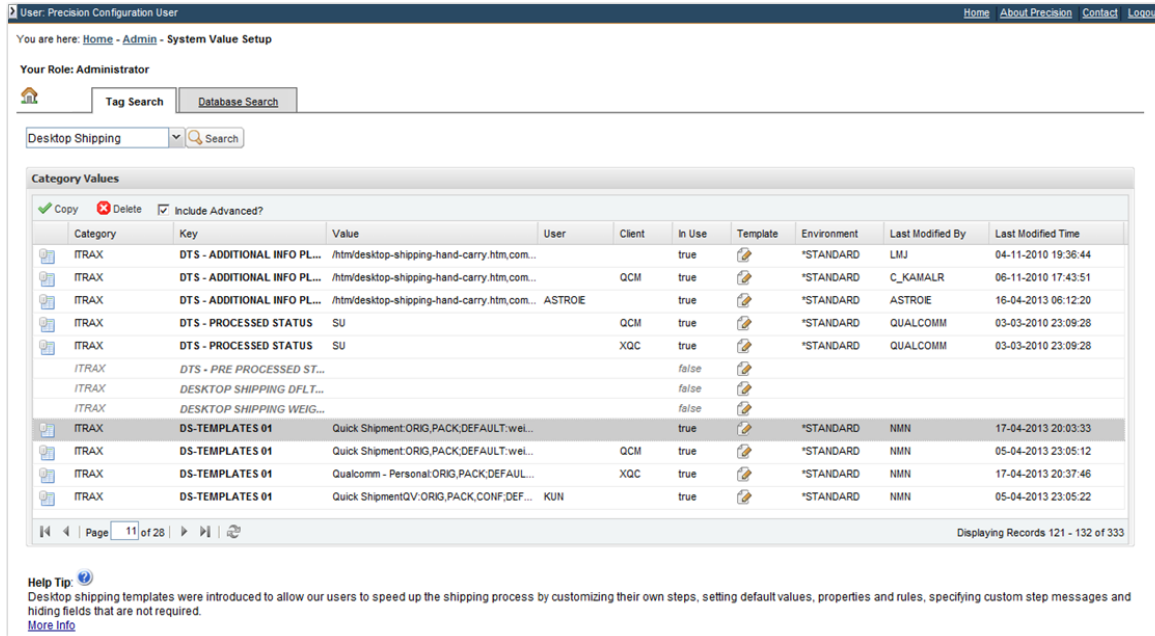 User: Precision Configuration User Home About Precision Contact Logou
You are here: Home - Admin - System Value Setup
Your Role: Administrator
Tag Search Database Search
Desktop Shipping Search
Category Values
Copy Delete Include Advanced?
Category Key Value User Client In Use Template Environment Last Modified By Last Modified Time
ITRAX DTS - ADDITIONAL INFO PL... /htm/desktop-shipping-hand-carry.htm,com... true *STANDARD LMJ 04-11-2010 19:36:44
ITRAX DTS - ADDITIONAL INFO PL... /htm/desktop-shipping-hand-carry.htm,com... QCM true *STANDARD C_KAMALR 06-11-2010 17:43:51
ITRAX DTS - ADDITIONAL INFO PL... /htm/desktop-shipping-hand-carry.htm,com... ASTROIE true *STANDARD ASTROIE 16-04-2013 06:12:20
ITRAX DTS - PROCESSED STATUS SU QCM true *STANDARD QUALCOMM 03-03-2010 23:09:28
ITRAX DTS - PROCESSED STATUS SU XQC true *STANDARD QUALCOMM 03-03-2010 23:09:28
ITRAX DTS - PRE PROCESSED ST... false
ITRAX DESKTOP SHIPPING DFLT... false
ITRAX DESKTOP SHIPPING WEIG... false
ITRAX DS-TEMPLATES 01 Quick Shipment:ORIG,PACK;DEFAULT:wei... true *STANDARD NMN 17-04-2013 20:03:33
ITRAX DS-TEMPLATES 01 Quick Shipment:ORIG,PACK;DEFAULT:wei... QCM true *STANDARD NMN 05-04-2013 23:05:12
ITRAX DS-TEMPLATES 01 Qualcomm - Personal:ORIG,PACK;DEFAUL... XQC true *STANDARD NMN 17-04-2013 20:37:46
ITRAX DS-TEMPLATES 01 Quick ShipmentQV:ORIG,PACK,CONF;DEF... KUN true *STANDARD NMN 05-04-2013 23:05:22
Page 11 of 28 Displaying Records 121 - 132 of 333
Help Tip:
Desktop shipping templates were introduced to allow our users to speed up the shipping process by customizing their own steps, setting default values, properties and rules, specifying custom step messages and
hiding fields that are not required.
More Info